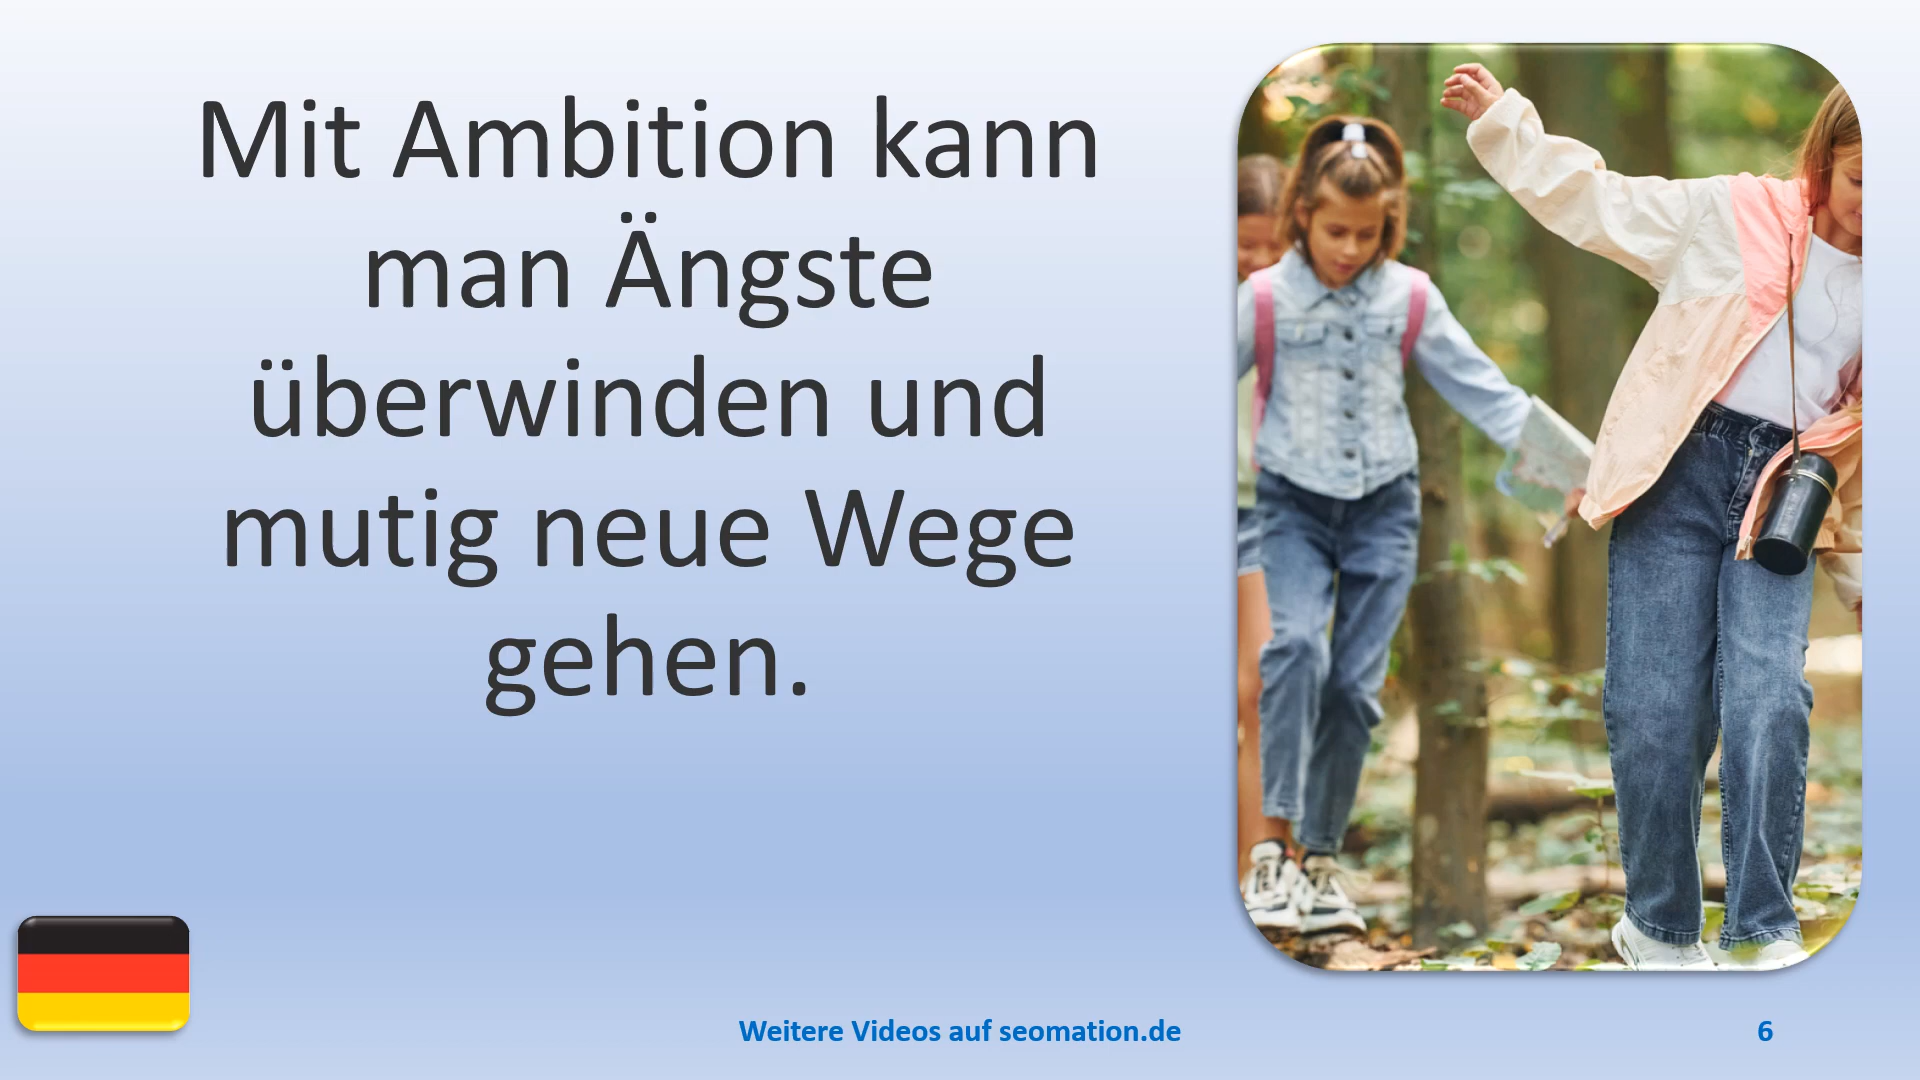 Mit Ambition kann
man Ängste
überwinden und
mutig neue Wege
gehen.
Weitere Videos auf seomation.de
6